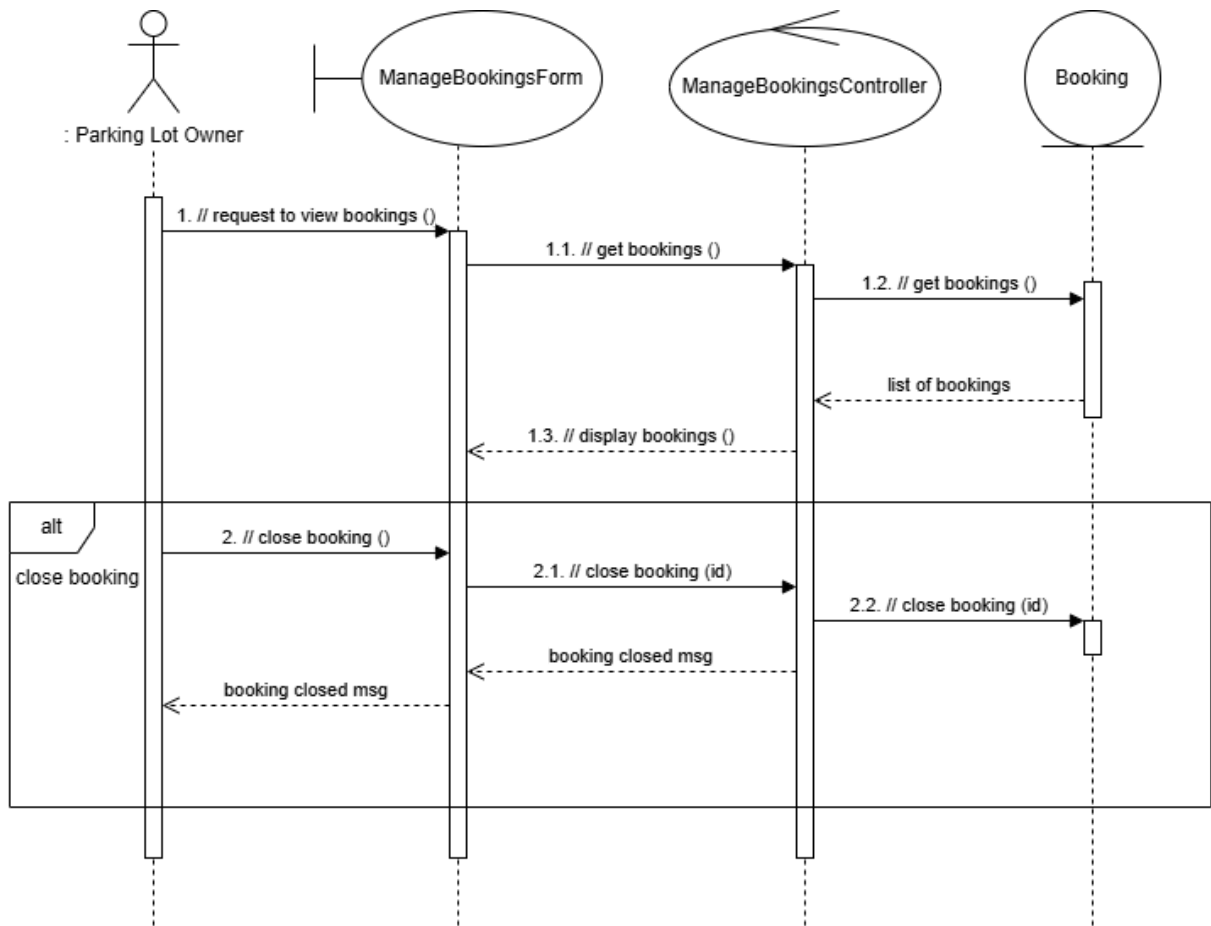 ManageBookingsForm
ManageBookingsController
Booking
: Parking Lot Owner
1. // request to view bookings ()
1.1. // get bookings ()
1.2. // get bookings ()
list of bookings
1.3. // display bookings ()
alt
2. // close booking ()
close booking
2.1. // close booking (id)
2.2. // close booking (id)
booking closed msg
booking closed msg